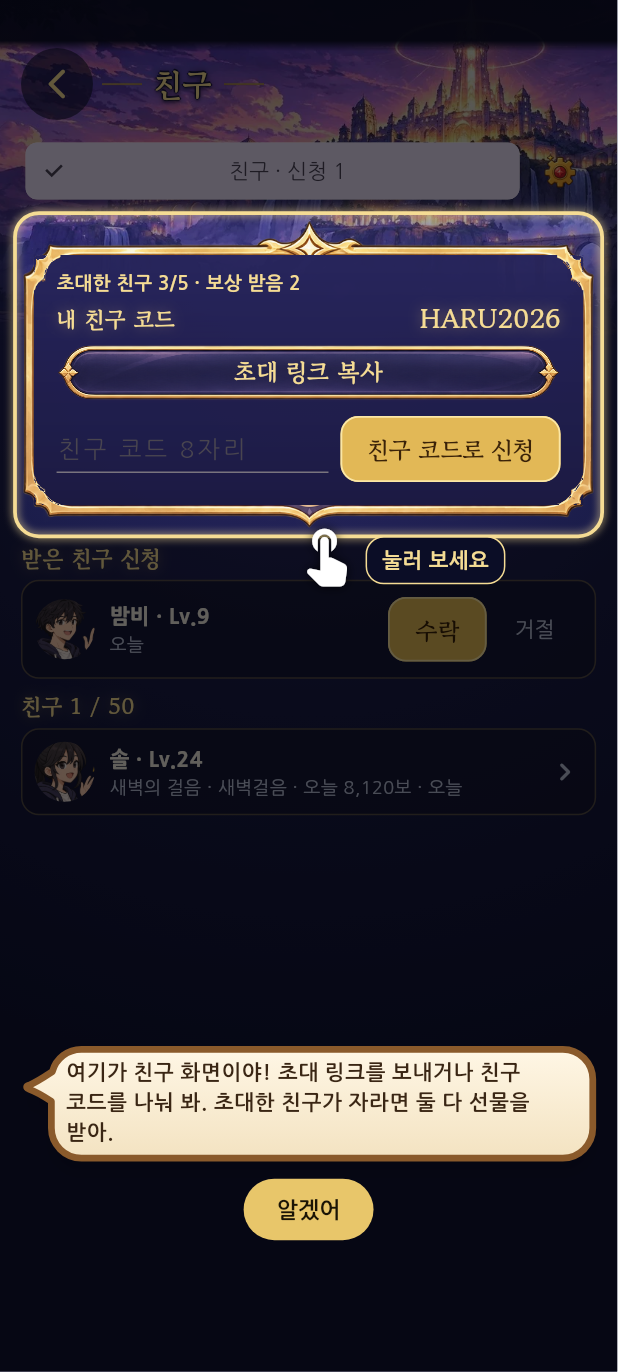 친구
친구 · 신청 1
초대한 친구 3/5 · 보상 받음 2
내 친구 코드
HARU2026
초대 링크 복사
친구 코드 8자리
친구 코드로 신청
받은 친구 신청
눌러 보세요
밤비 · Lv.9
오늘
수락
거절
친구 1 / 50
솔 · Lv.24
새벽의 걸음 · 새벽걸음 · 오늘 8,120보 · 오늘
여기가 친구 화면이야! 초대 링크를 보내거나 친구
코드를 나눠 봐. 초대한 친구가 자라면 둘 다 선물을
받아.
알겠어